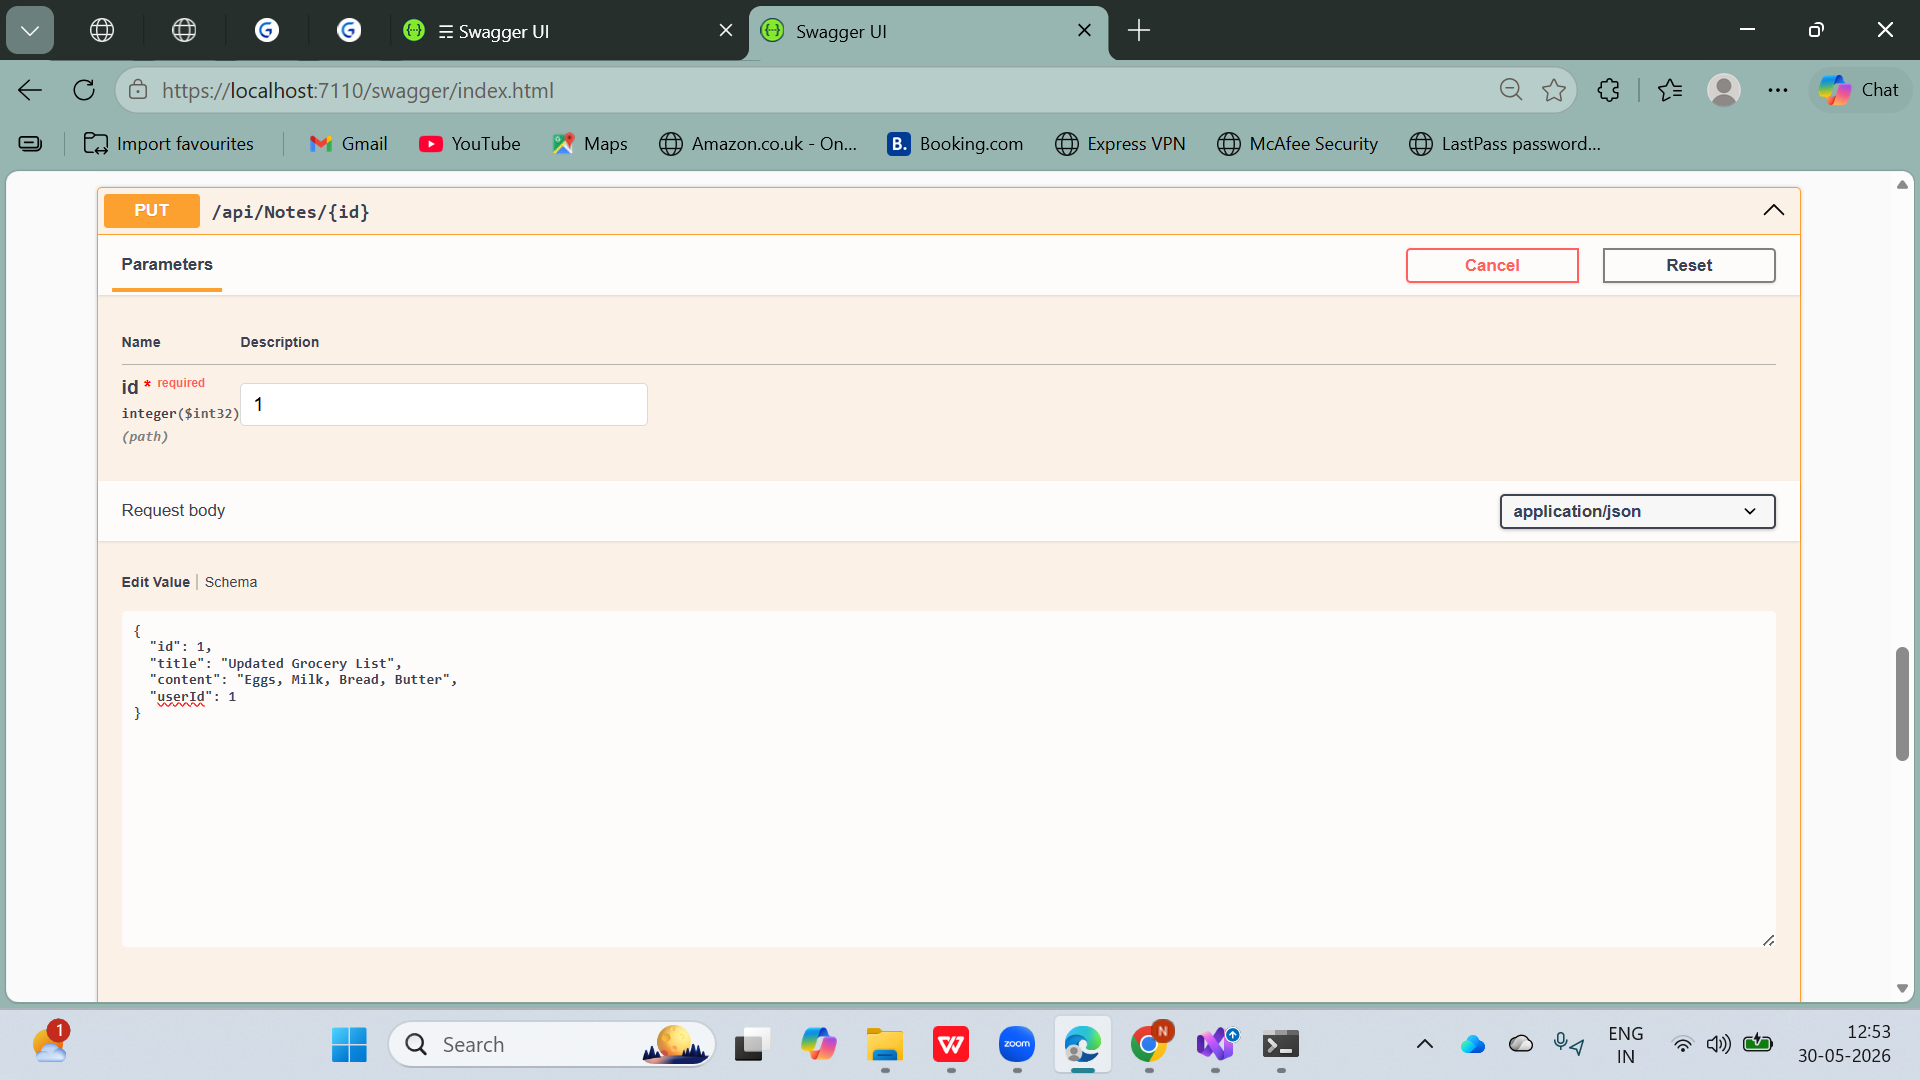 ☰ Swagger UI
Swagger UI
https://localhost:7110/swagger/index.html
Chat
Import favourites
Gmail
YouTube
Maps
Amazon.co.uk - On...
B. Booking.com
Express VPN
McAfee Security
LastPass password...
PUT /api/Notes/{id}
Parameters
Cancel
Reset
Name Description
id * required
integer($int32)
(path)
1
Request body
application/json
Edit Value | Schema
{
"id": 1,
"title": "Updated Grocery List",
"content": "Eggs, Milk, Bread, Butter",
"userId": 1
}
1
Search
W
zoom
N
ENG
IN
12:53
30-05-2026